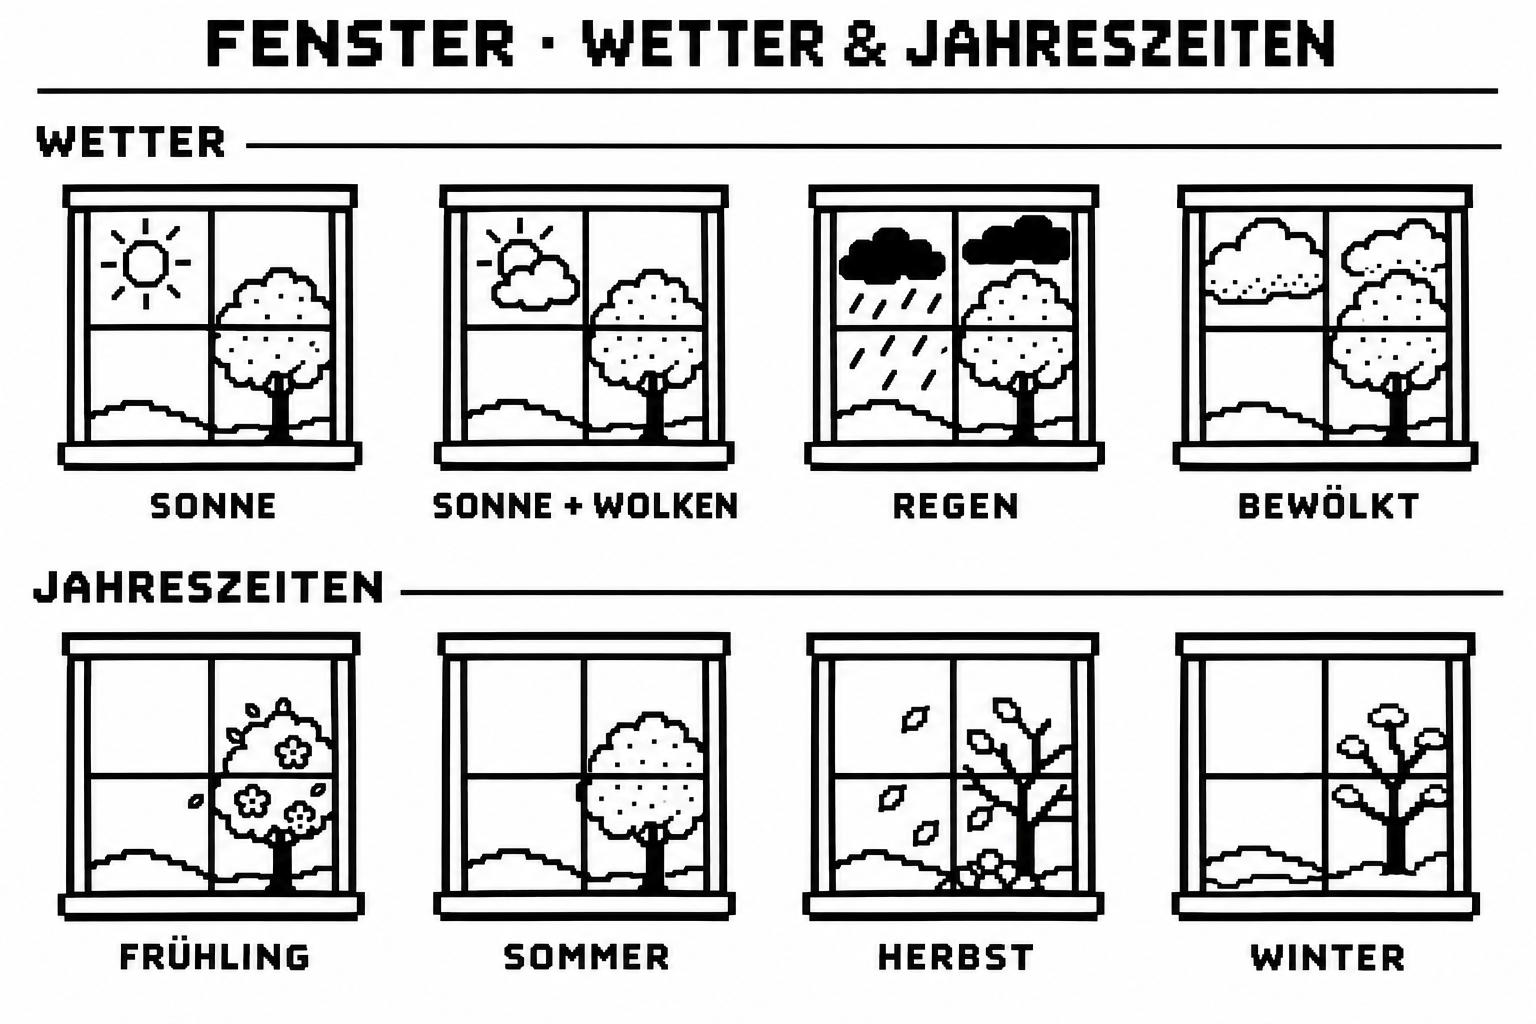 FENSTER · WETTER & JAHRESZEITEN
WETTER
SONNE
SONNE + WOLKEN
REGEN
BEWÖLKT
JAHRESZEITEN
FRÜHLING
SOMMER
HERBST
WINTER